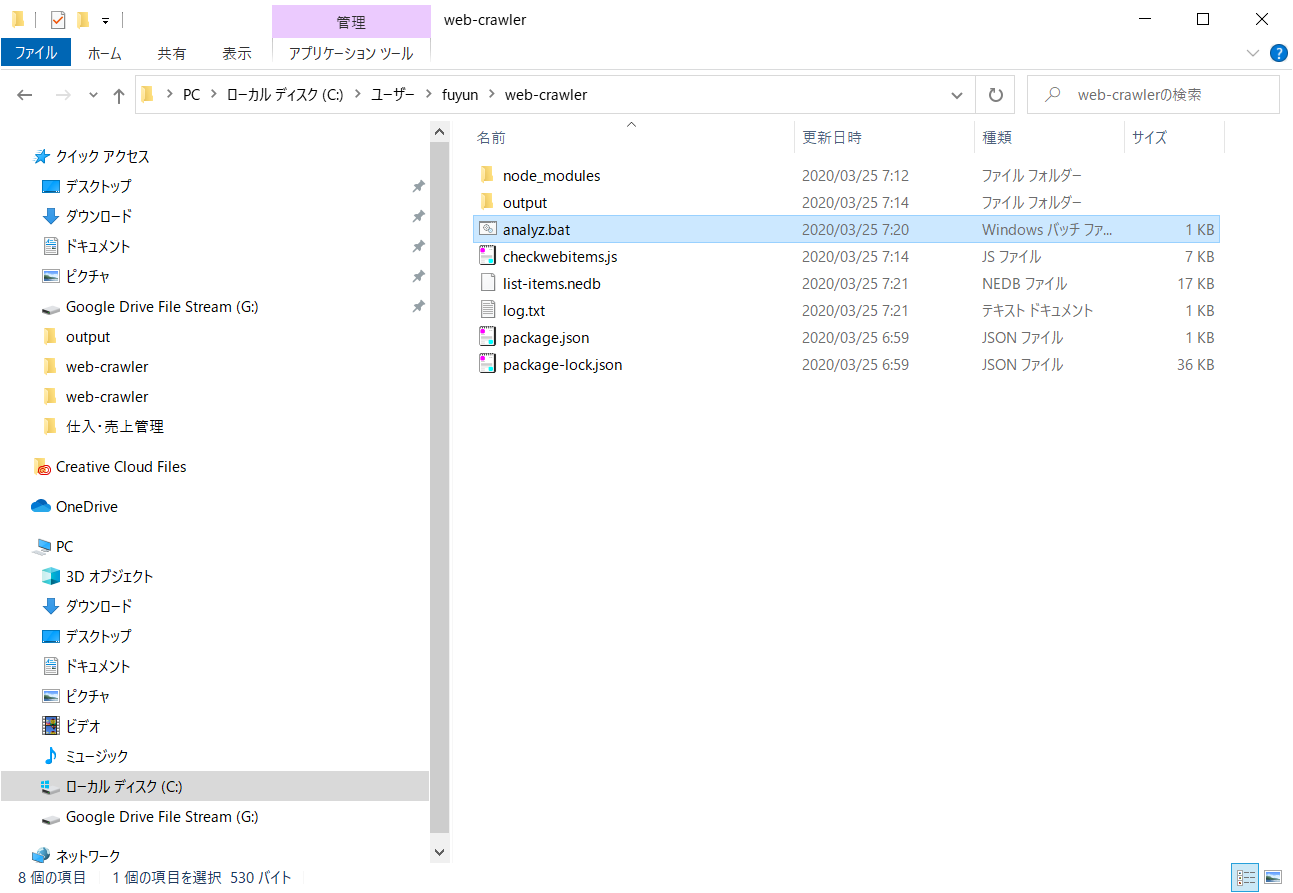 管理
web-crawler
ファイル
ホーム
共有
表示
アプリケーション ツール
PC
ローカル ディスク (C:)
ユーザー
fuyun
web-crawler
web-crawlerの検索
クイック アクセス
デスクトップ
ダウンロード
ドキュメント
ピクチャ
Google Drive File Stream (G:)
output
web-crawler
web-crawler
仕入・売上管理
Creative Cloud Files
OneDrive
PC
3D オブジェクト
ダウンロード
デスクトップ
ドキュメント
ピクチャ
ビデオ
ミュージック
ローカル ディスク (C:)
Google Drive File Stream (G:)
ネットワーク
名前 更新日時 種類 サイズ
node_modules 2020/03/25 7:12 ファイル フォルダー
output 2020/03/25 7:14 ファイル フォルダー
analyz.bat 2020/03/25 7:20 Windows バッチ ファ... 1 KB
checkwebitems.js 2020/03/25 7:14 JS ファイル 7 KB
list-items.nedb 2020/03/25 7:21 NEDB ファイル 17 KB
log.txt 2020/03/25 7:21 テキスト ドキュメント 1 KB
package.json 2020/03/25 6:59 JSON ファイル 1 KB
package-lock.json 2020/03/25 6:59 JSON ファイル 36 KB
8 個の項目 1 個の項目を選択 530 バイト